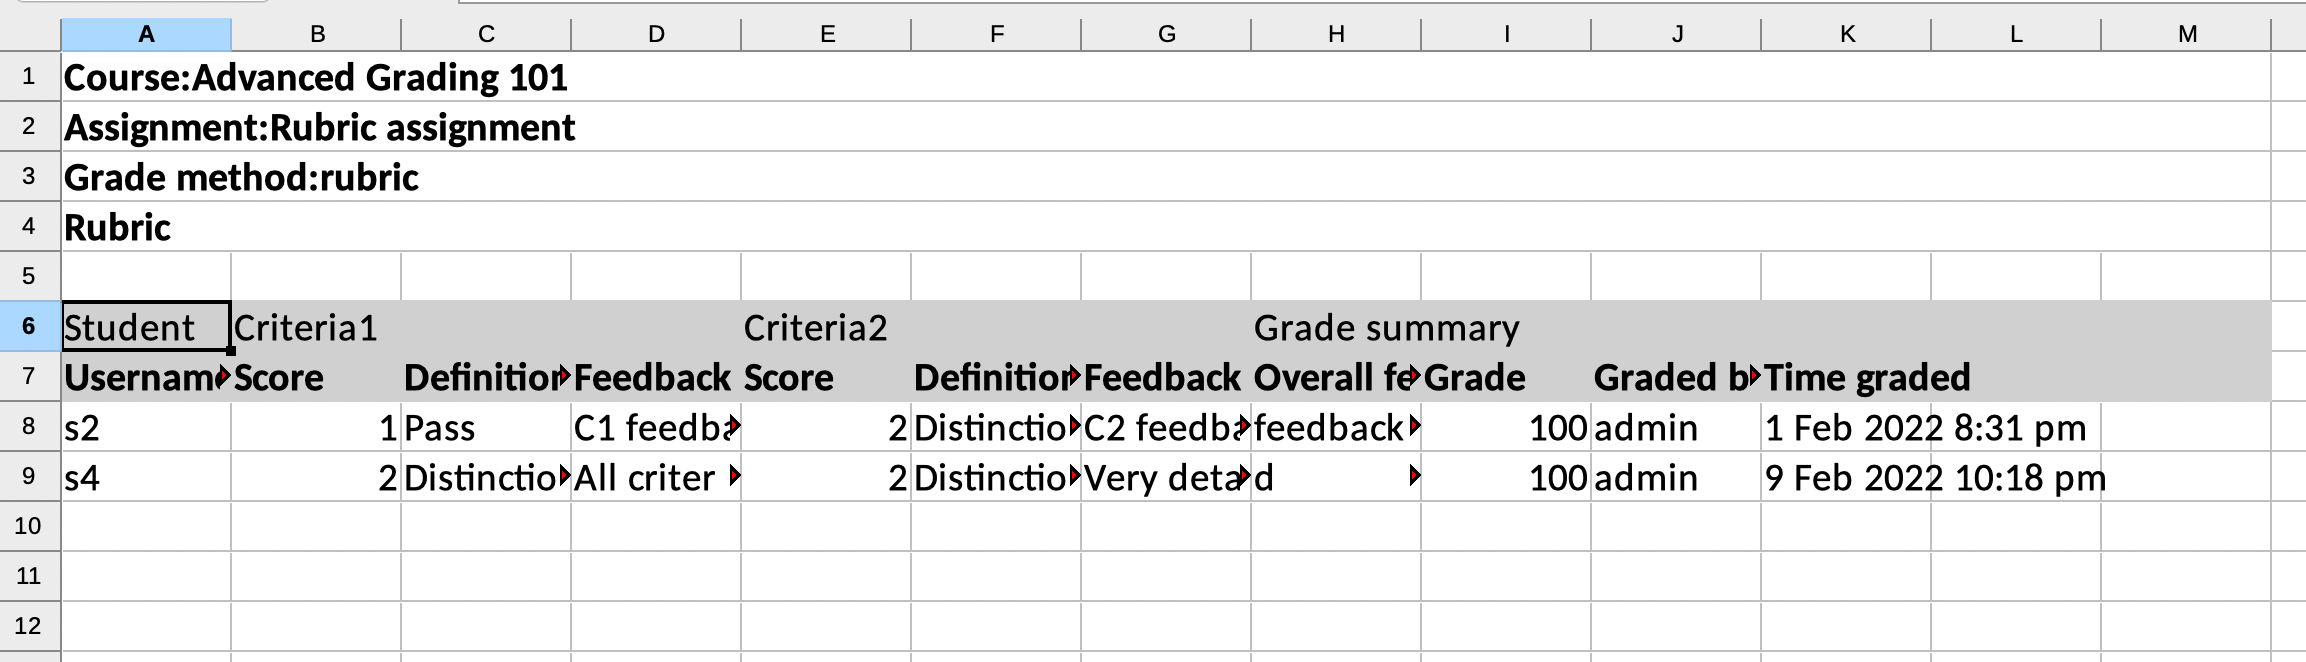 A B C D E F G H I J K L M
1 Course:Advanced Grading 101
2 Assignment:Rubric assignment
3 Grade method:rubric
4 Rubric
5
6 Student Criteria1 Criteria2 Grade summary
7 Username Score Definition Feedback Score Definition Feedback Overall fe Grade Graded b Time graded
8 s2 1 Pass C1 feedba 2 Distinctio C2 feedba feedback 100 admin 1 Feb 2022 8:31 pm
9 s4 2 Distinctio All criter 2 Distinctio Very deta d 100 admin 9 Feb 2022 10:18 pm
10
11
12